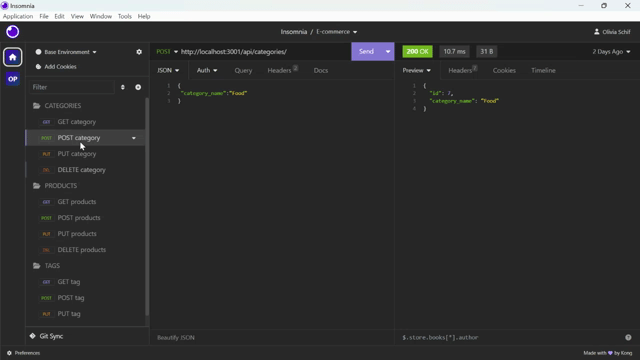 Insomnia
Application File Edit View Window Tools Help
Insomnia / E-commerce
Olivia Schif
OP
Base Environment
Add Cookies
Filter
CATEGORIES
GET GET category
POST POST category
PUT PUT category
DEL DELETE category
PRODUCTS
GET GET products
POST POST products
PUT PUT products
DEL DELETE products
TAGS
GET GET tag
POST POST tag
PUT PUT tag
Git Sync
Preferences
POST http://localhost:3001/api/categories/ Send
JSON Auth Query Headers Docs
1 {
2 "category_name":"Food"
3 }
Beautify JSON
200 OK 10.7 ms 31 B 2 Days Ago
Preview Headers Cookies Timeline
1 {
2 "id": 7,
3 "category_name": "Food"
4 }
$.store.books[*].author
Made with by Kong